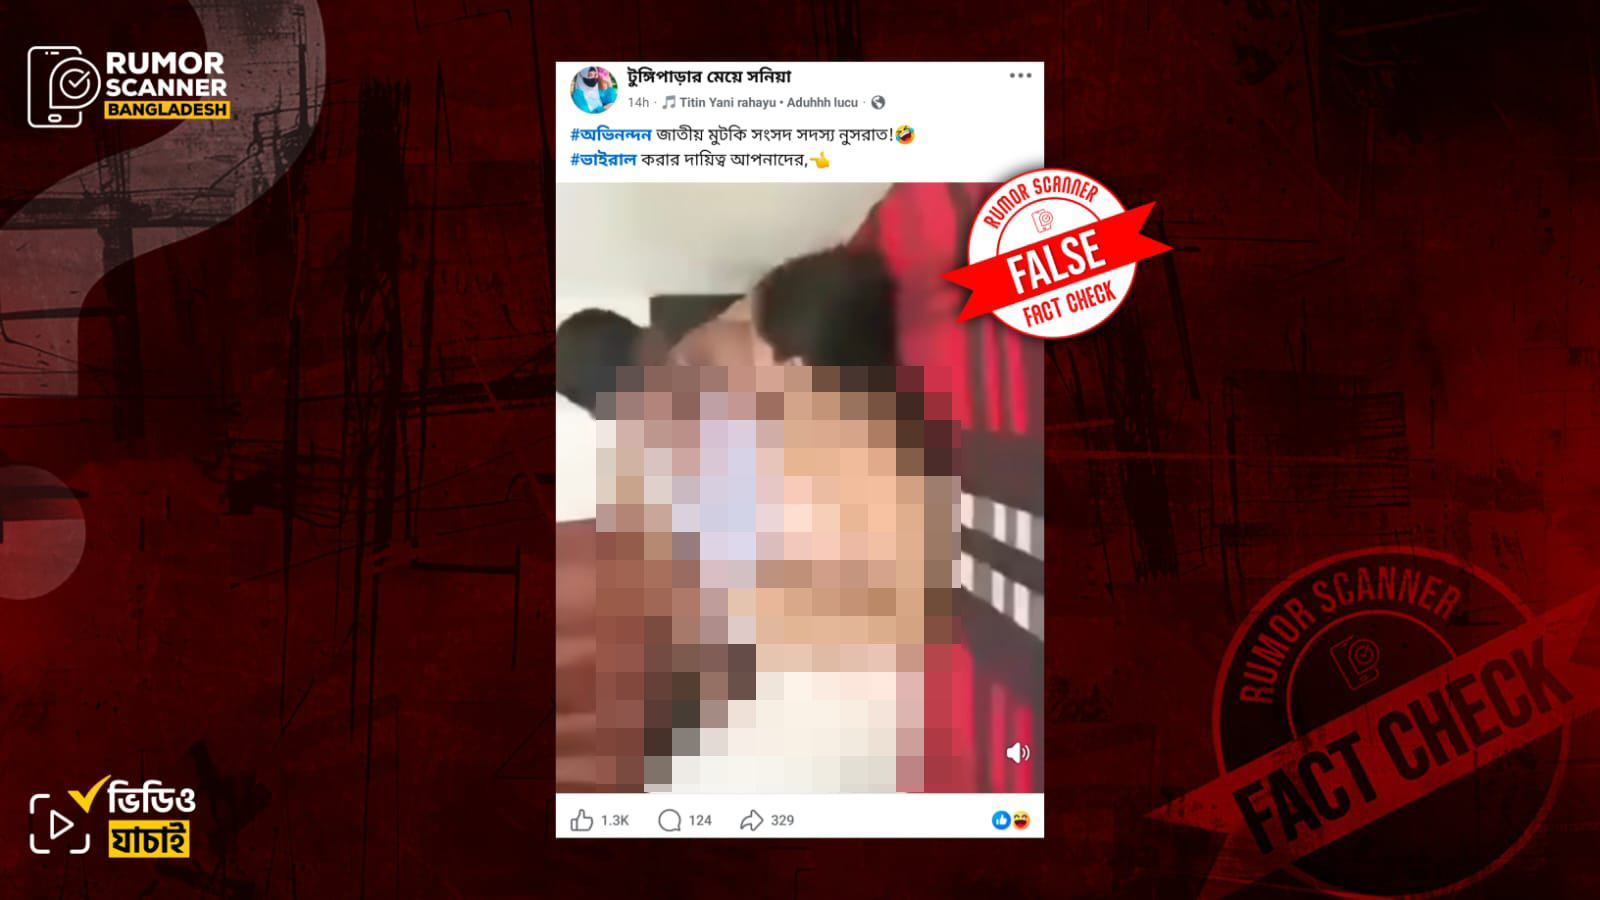 RUMOR
SCANNER
BANGLADESH
টুঙ্গিপাড়ার মেয়ে সনিয়া
14h · Titin Yani rahayu • Aduhhh lucu ·
#অভিনন্দন জাতীয় মুটকি সংসদ সদস্য নুসরাত!🤣
#ভাইরাল করার দায়িত্ব আপনাদের,👈
RUMOR SCANNER
FALSE
FACT CHECK
1.3K 124 329
ভিডিও
যাচাই
RUMOR SCANNER
FACT CHECK